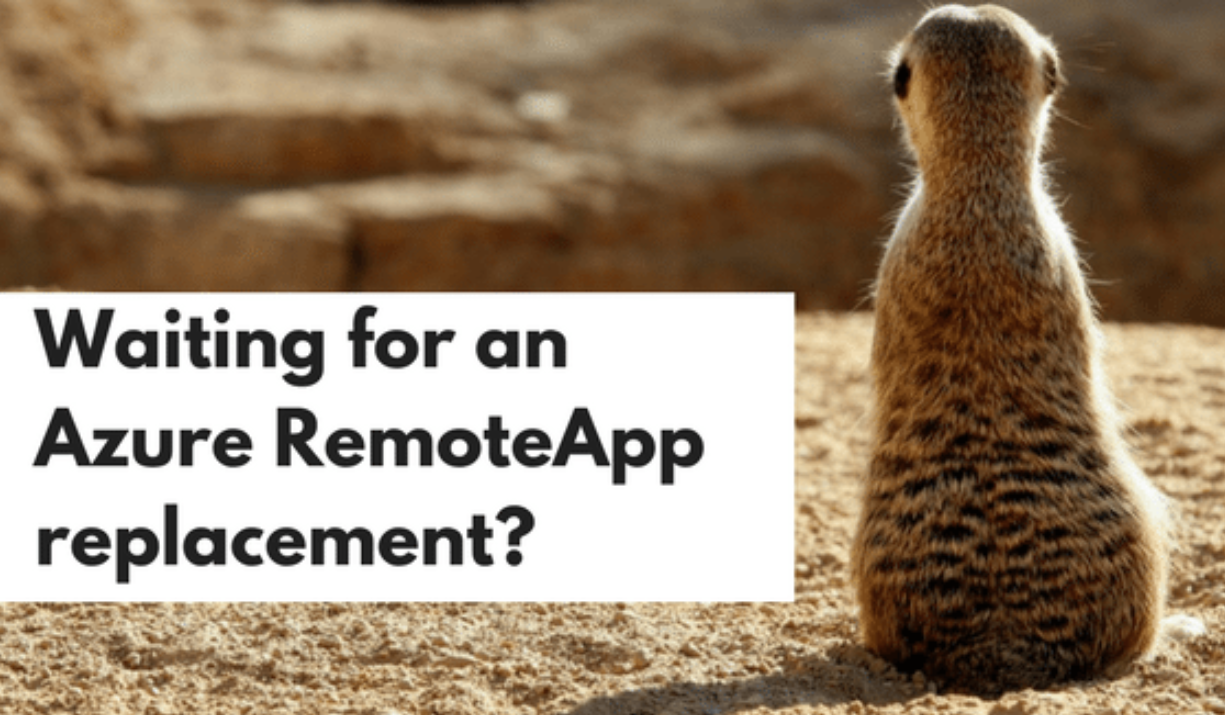 Waiting for an
Azure RemoteApp
replacement?